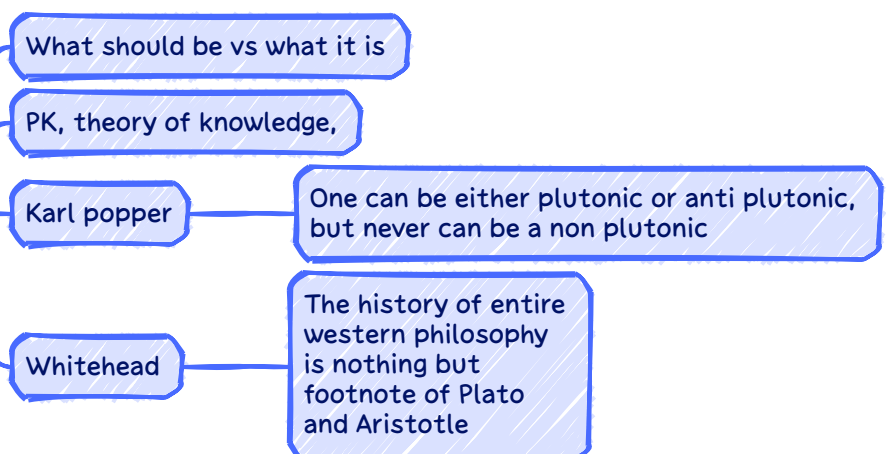 What should be vs what it is
PK, theory of knowledge,
Karl popper
One can be either plutonic or anti plutonic,
but never can be a non plutonic
Whitehead
The history of entire
western philosophy
is nothing but
footnote of Plato
and Aristotle